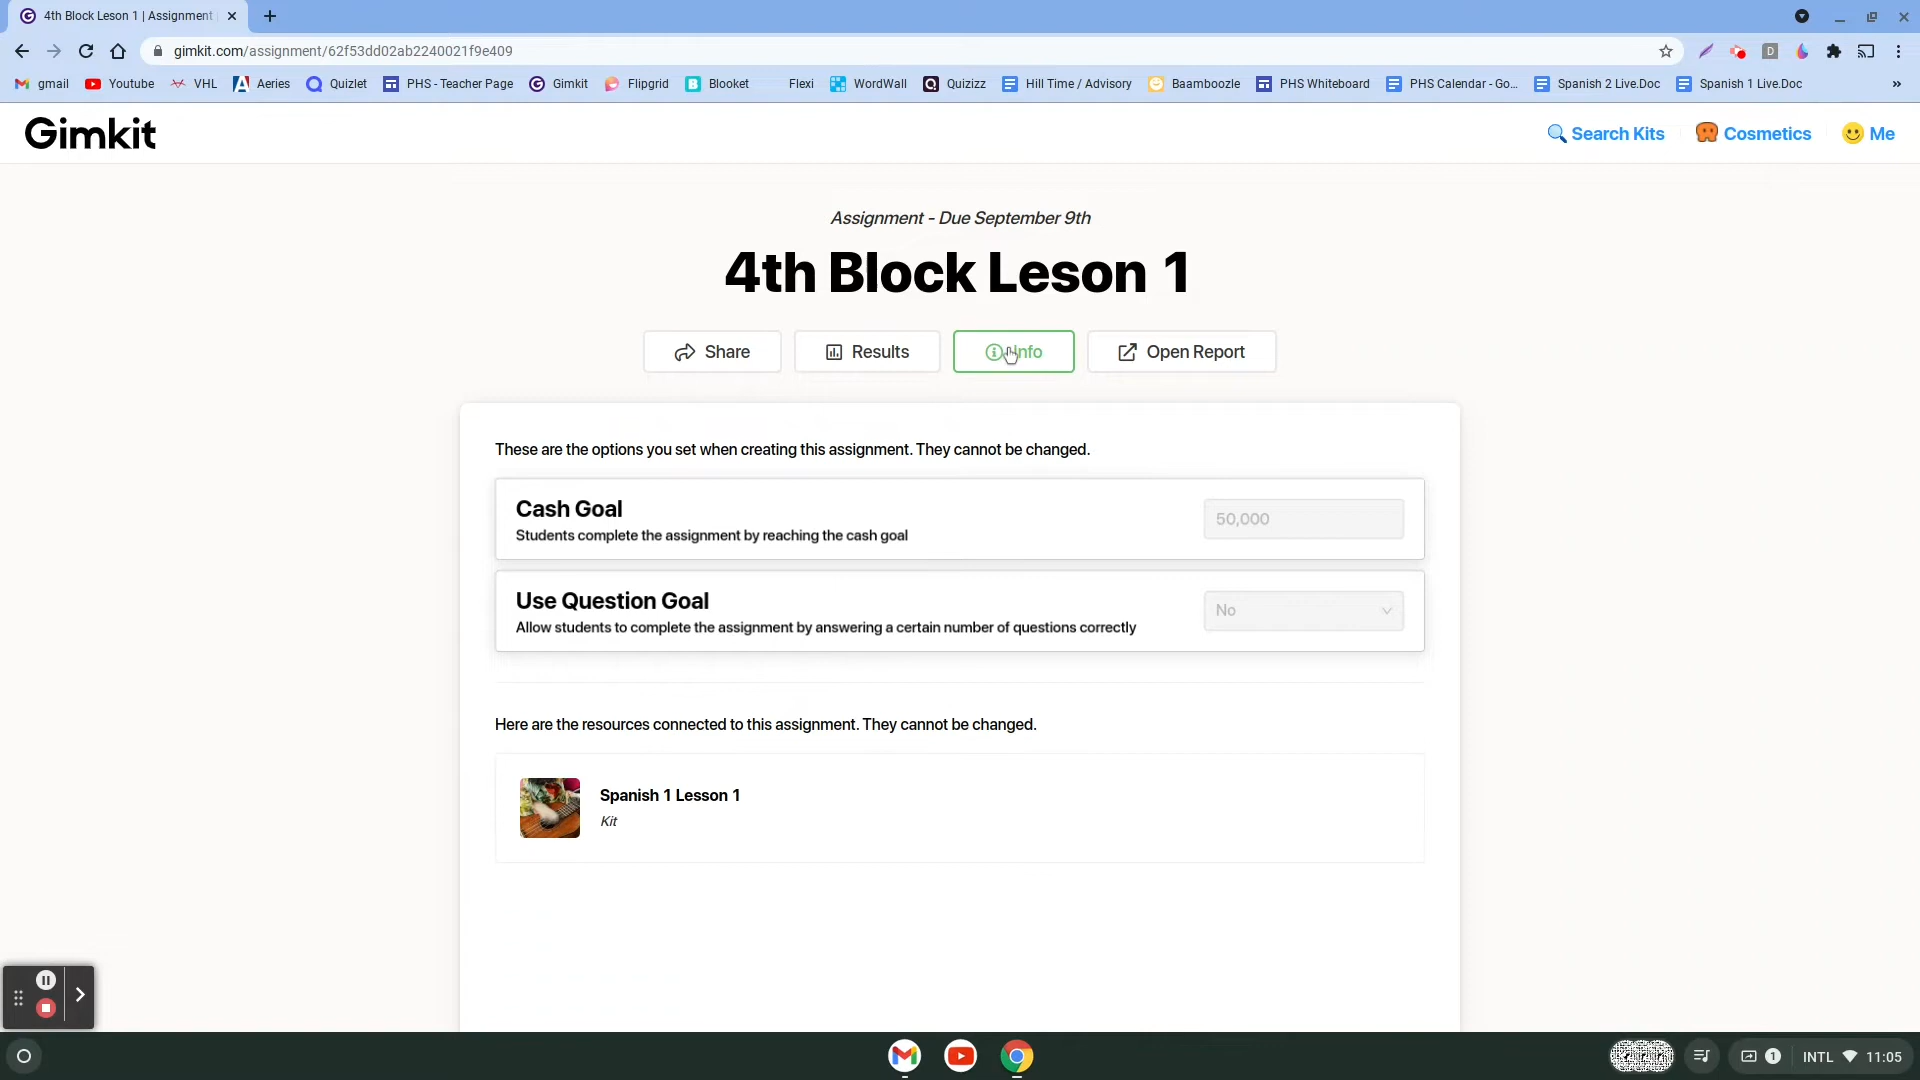 4th Block Leson 1 | Assignment
gimkit.com/assignment/62f53dd02ab2240021f9e409
gmail Youtube VHL Aeries Quizlet PHS - Teacher Page Gimkit Flipgrid Blooket Flexi WordWall Quizizz Hill Time / Advisory Baamboozle PHS Whiteboard PHS Calendar - Go... Spanish 2 Live.Doc Spanish 1 Live.Doc »
Gimkit
Search Kits Cosmetics Me
Assignment - Due September 9th
4th Block Leson 1
Share Results Info Open Report
These are the options you set when creating this assignment. They cannot be changed.
Cash Goal
Students complete the assignment by reaching the cash goal
50,000
Use Question Goal
Allow students to complete the assignment by answering a certain number of questions correctly
No
Here are the resources connected to this assignment. They cannot be changed.
Spanish 1 Lesson 1
Kit
1 INTL 11:05